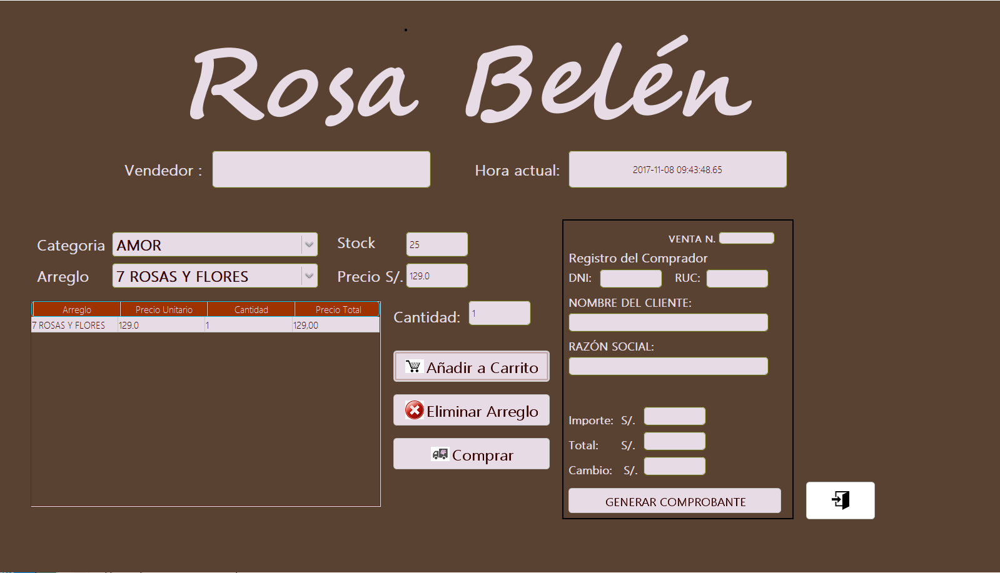 Rosa Belén
Vendedor :
Hora actual: 2017-11-08 09:43:48.65
Categoria AMOR
Stock 25
Arreglo 7 ROSAS Y FLORES
Precio S/. 129.0
Arreglo Precio Unitario Cantidad Precio Total
7 ROSAS Y FLORES 129.0 1 129,00
Cantidad: 1
Añadir a Carrito
Eliminar Arreglo
Comprar
VENTA N.
Registro del Comprador
DNI: RUC:
NOMBRE DEL CLIENTE:
RAZÓN SOCIAL:
Importe: S/.
Total: S/.
Cambio: S/.
GENERAR COMPROBANTE